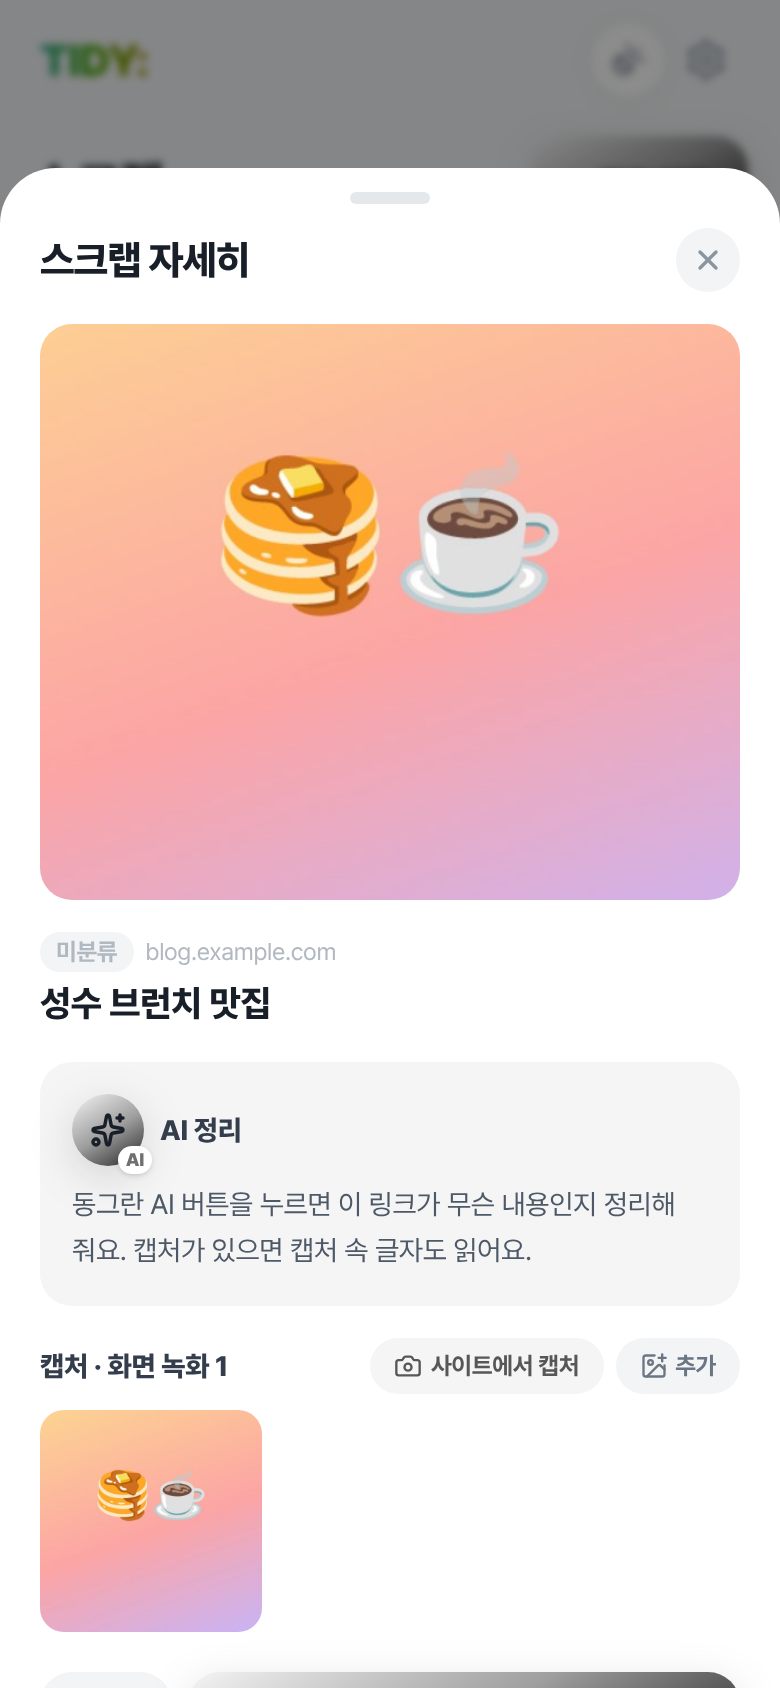 TIDY:
스크랩 자세히
미분류 blog.example.com
성수 브런치 맛집
AI 정리
AI
동그란 AI 버튼을 누르면 이 링크가 무슨 내용인지 정리해
줘요. 캡처가 있으면 캡처 속 글자도 읽어요.
캡처 · 화면 녹화 1
사이트에서 캡처
추가